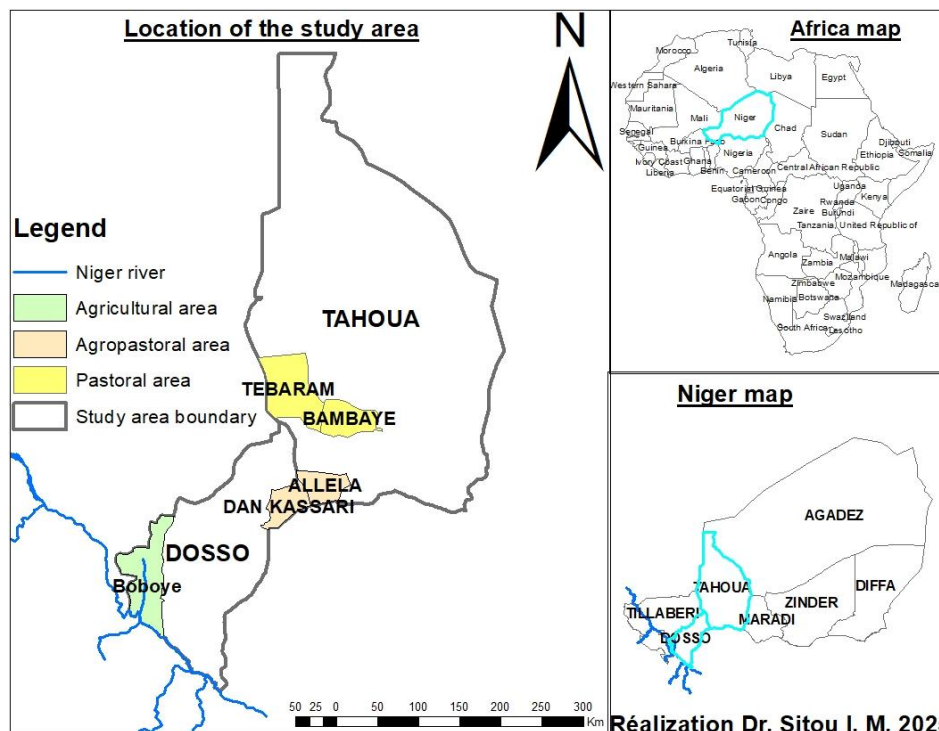 Location of the study area
N
Legend
Niger river
Agricultural area
Agropastoral area
Pastoral area
Study area boundary
TAHOUA
TEBARAM
BAMBAYE
ALLELA
DAN KASSARI
DOSSO
Boboye
50 25 0 50 100 150 200 250 300
Km
Africa map
Tunisia
Morocco
Algeria
Libya
Egypt
Western Sahara
Mauritania
Mali
Niger
Chad
Sudan
Senegal
Burkina
Djibouti
Guinea
Nigeria
Ethiopia
Somalia
Ivory Coast
Ghana
Benin
Cameroon
Central African Republic
Liberia
Equatorial Guinea
Uganda
Gabon
Congo
Rwanda
Kenya
Zaire
Burundi
Tanzania, United Republic of
Angola
Malawi
Zambia
Mozambique
Zimbabwe
Madagascar
Namibia
Botswana
Swaziland
South Africa
Lesotho
Niger map
AGADEZ
TAHOUA
DIFFA
ZINDER
TILLABERI
MARADI
DOSSO
Réalization Dr. Sitou I. M. 202